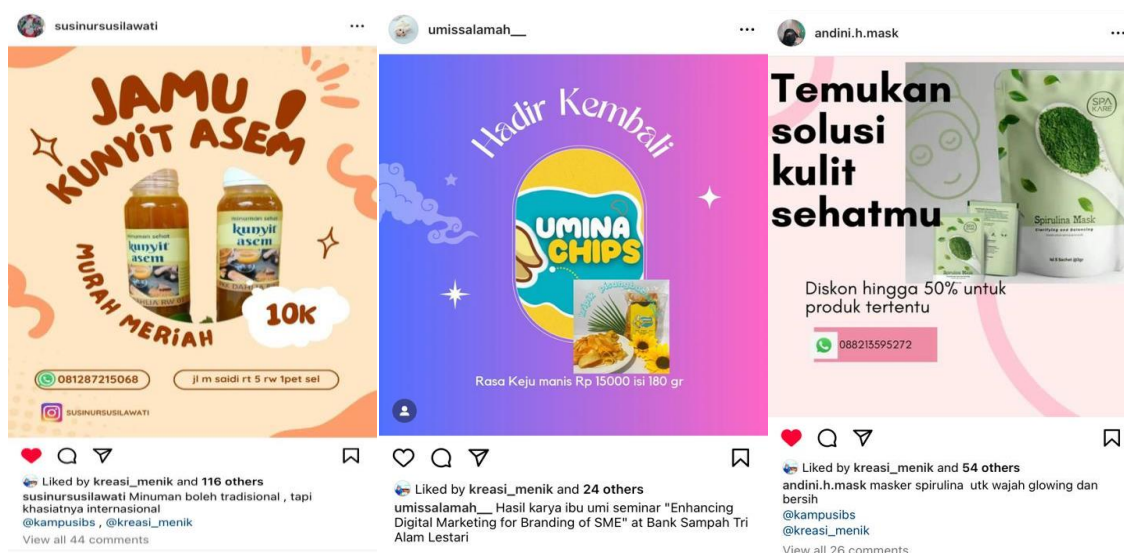 susinursusilawati
JAMU
KUNYIT ASEM!
minuman sehat
kunyit
asem
minuman sehat
kunyit
asem
MURAH MERIAH
10K
081287215068
jl m saidi rt 5 rw 1pet sel
SUSINURSUSILAWATI
Liked by kreasi_menik and 116 others
susinursusilawati Minuman boleh tradisional , tapi
khasiatnya internasional
@kampusibs , @kreasi_menik
View all 44 comments
umissalamah__
Hadir Kembali
UMINA
CHIPS
Rasa Keju manis Rp 15000 isi 180 gr
Liked by kreasi_menik and 24 others
umissalamah__ Hasil karya ibu umi seminar "Enhancing
Digital Marketing for Branding of SME" at Bank Sampah Tri
Alam Lestari
andini.h.mask
Temukan
solusi
kulit
sehatmu
SPA
KARE
Spirulina Mask
Clarifying and Balancing
Spirulina Mask
Diskon hingga 50% untuk
produk tertentu
088213595272
Liked by kreasi_menik and 54 others
andini.h.mask masker spirulina utk wajah glowing dan
bersih
@kampusibs
@kreasi_menik
View all 26 comments